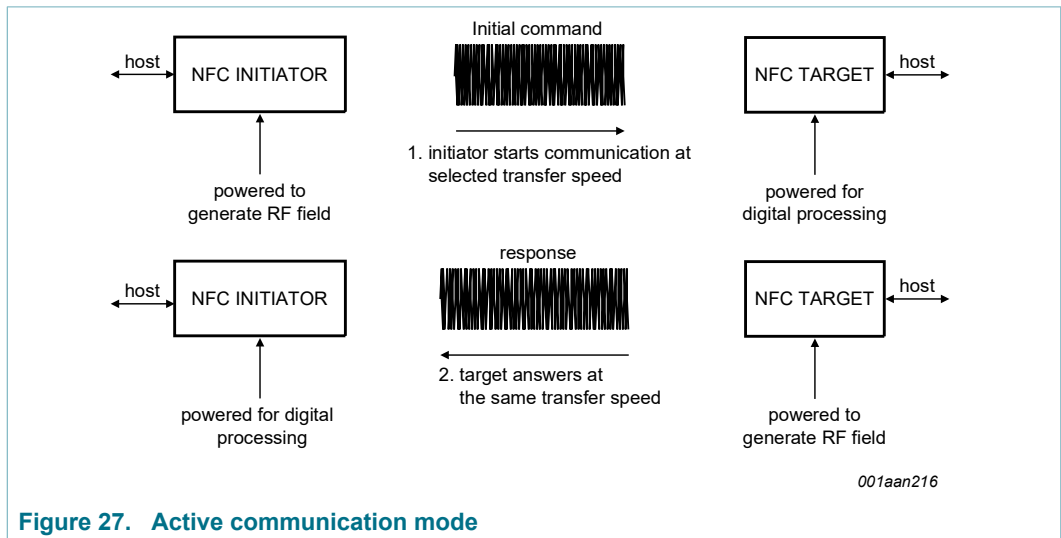 Initial command
host
NFC INITIATOR
NFC TARGET
host
1. initiator starts communication at
selected transfer speed
powered to
generate RF field
powered for
digital processing
response
host
NFC INITIATOR
NFC TARGET
host
2. target answers at
the same transfer speed
powered for digital
processing
powered to
generate RF field
001aan216
Figure 27. Active communication mode